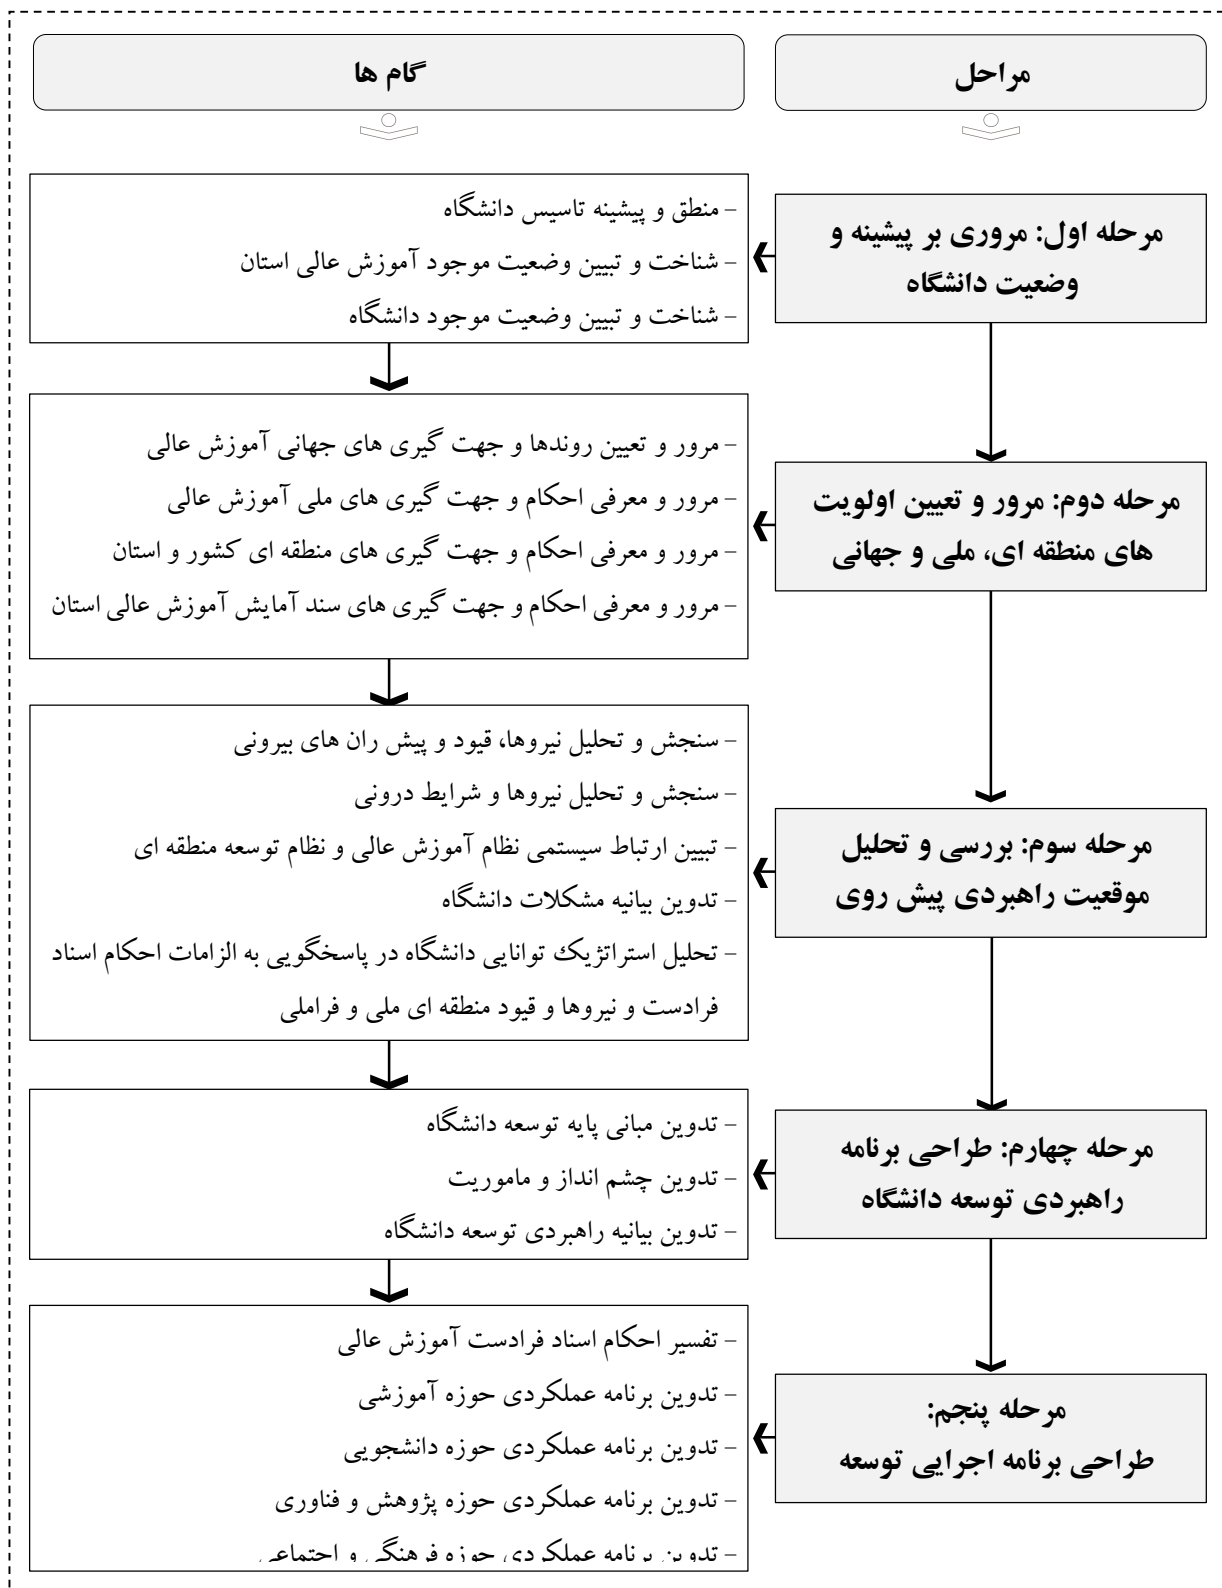 مراحل
گام ها
مرحله اول: مروری بر پیشینه و
وضعیت دانشگاه
– منطق و پیشینه تاسیس دانشگاه
– شناخت و تبیین وضعیت موجود آموزش عالی استان
– شناخت و تبیین وضعیت موجود دانشگاه
مرحله دوم: مرور و تعیین اولویت
های منطقه ای، ملی و جهانی
– مرور و تعیین روندها و جهت گیری های جهانی آموزش عالی
– مرور و معرفی احکام و جهت گیری های ملی آموزش عالی
– مرور و معرفی احکام و جهت گیری های منطقه ای کشور و استان
– مرور و معرفی احکام و جهت گیری های سند آمایش آموزش عالی استان
مرحله سوم: بررسی و تحلیل
موقعیت راهبردی پیش روی
– سنجش و تحلیل نیروها، قیود و پیش ران های بیرونی
– سنجش و تحلیل نیروها و شرایط درونی
– تبیین ارتباط سیستمی نظام آموزش عالی و نظام توسعه منطقه ای
– تدوین بیانیه مشکلات دانشگاه
– تحلیل استراتژیک توانایی دانشگاه در پاسخگویی به الزامات احکام اسناد
فرادست و نیروها و قیود منطقه ای ملی و فراملی
مرحله چهارم: طراحی برنامه
راهبردی توسعه دانشگاه
– تدوین مبانی پایه توسعه دانشگاه
– تدوین چشم انداز و ماموریت
– تدوین بیانیه راهبردی توسعه دانشگاه
مرحله پنجم:
طراحی برنامه اجرایی توسعه
– تفسیر احکام اسناد فرادست آموزش عالی
– تدوین برنامه عملکردی حوزه آموزشی
– تدوین برنامه عملکردی حوزه دانشجویی
– تدوین برنامه عملکردی حوزه پژوهش و فناوری
– تدوین برنامه عملکردی حوزه فرهنگی و اجتماعی